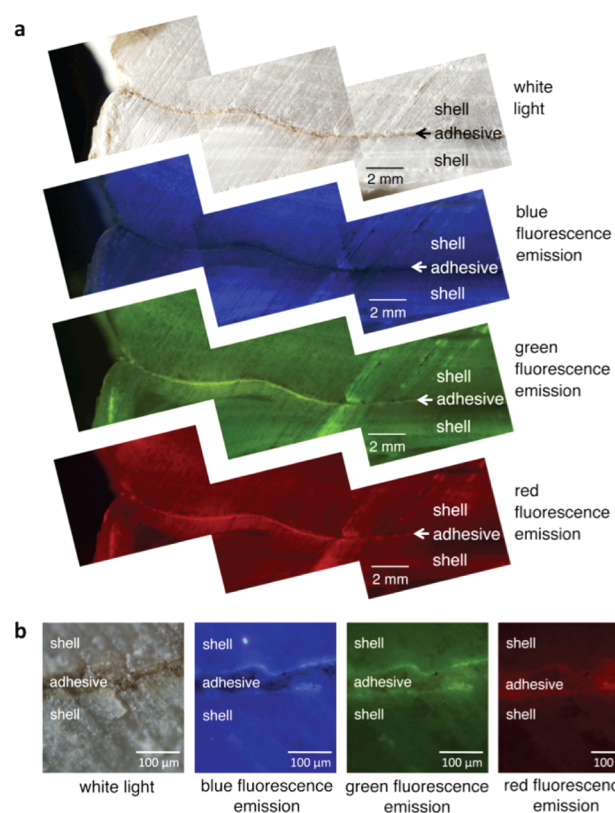 a
white
light
shell
adhesive
shell
2 mm
blue
fluorescence
emission
shell
adhesive
shell
2 mm
green
fluorescence
emission
shell
adhesive
shell
2 mm
red
fluorescence
emission
shell
adhesive
shell
2 mm
b
shell
adhesive
shell
100 µm
white light
shell
adhesive
shell
100 µm
blue fluorescence
emission
shell
adhesive
shell
100 µm
green fluorescence
emission
shell
adhesive
shell
100
red fluorescence
emission